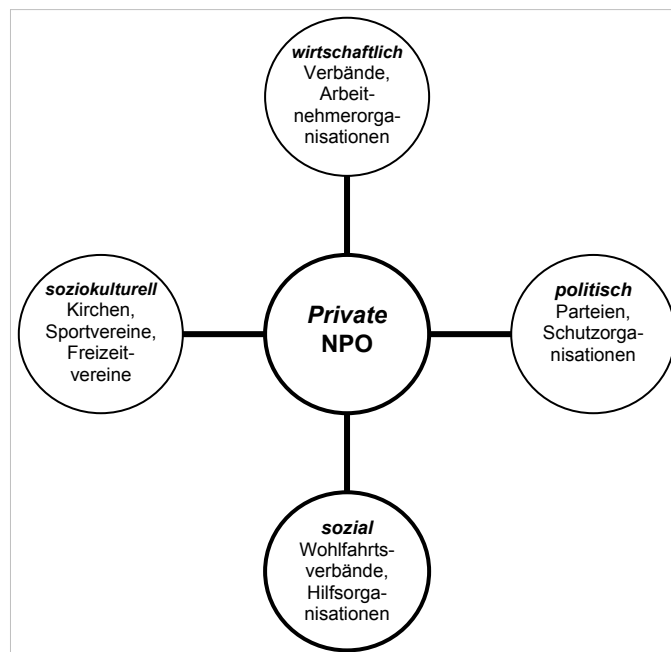 wirtschaftlich
Verbände,
Arbeit-
nehmerorga-
nisationen
soziokulturell
Kirchen,
Sportvereine,
Freizeit-
vereine
Private
NPO
politisch
Parteien,
Schutzorga-
nisationen
sozial
Wohlfahrts-
verbände,
Hilfsorga-
nisationen